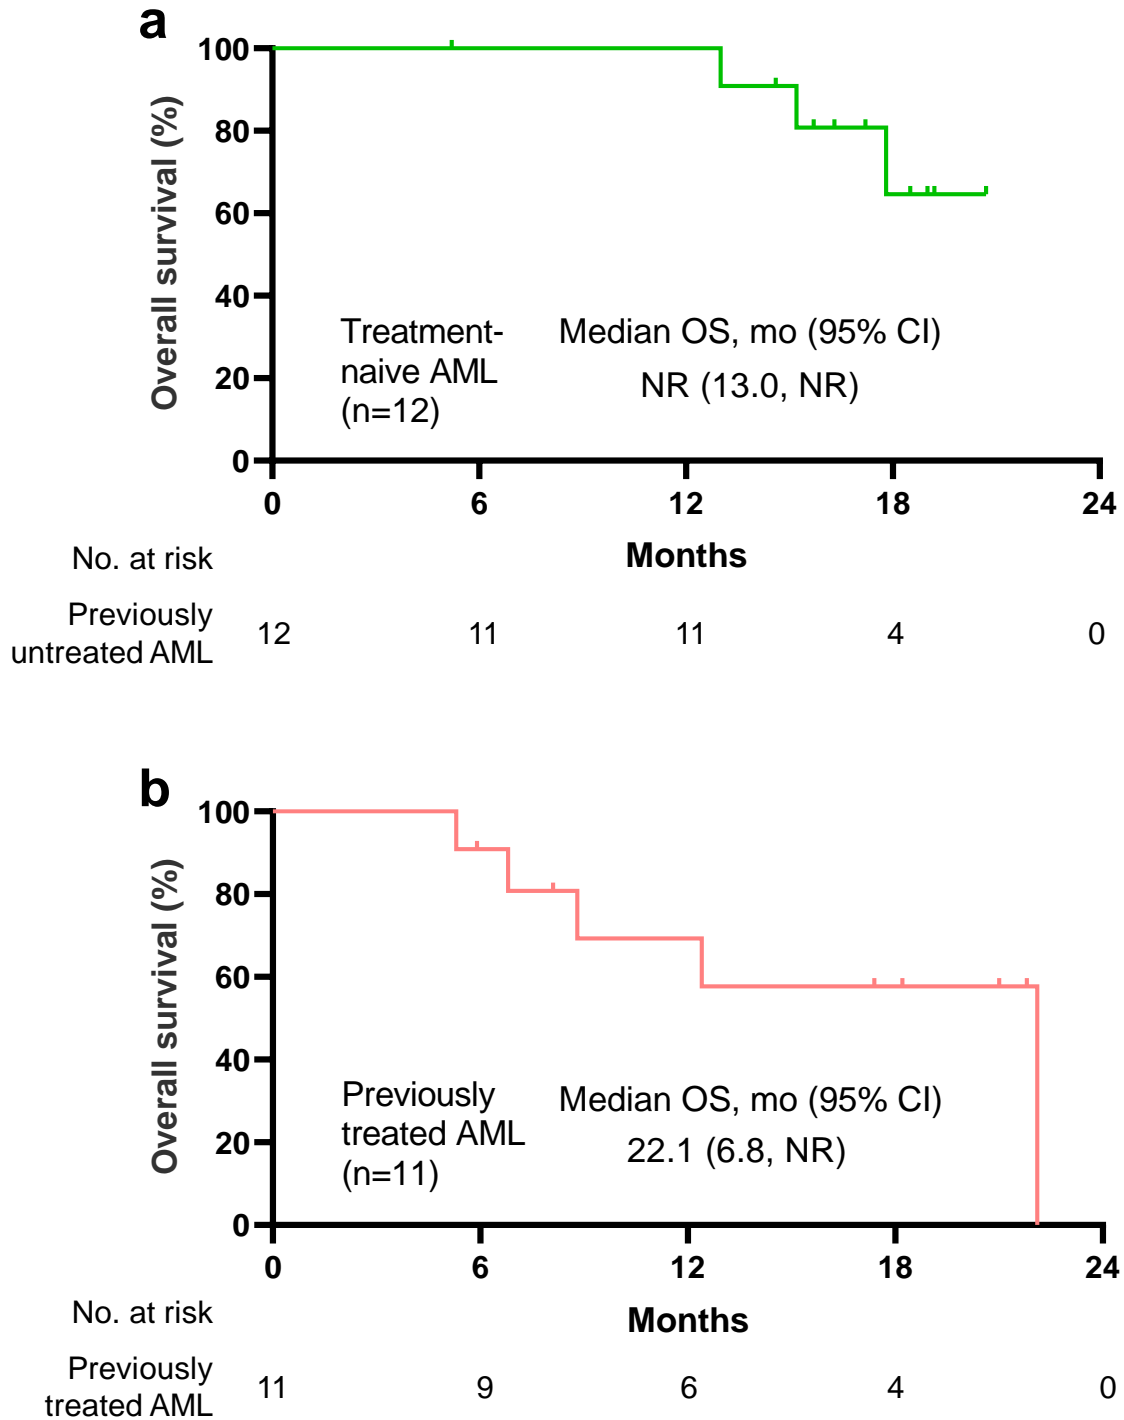 a
Overall survival (%)
100
80
60
40
20
0
Treatment-
naive AML
(n=12)
Median OS, mo (95% CI)
NR (13.0, NR)
0 6 12 18 24
Months
No. at risk
Previously
untreated AML
12 11 11 4 0
b
Overall survival (%)
100
80
60
40
20
0
Previously
treated AML
(n=11)
Median OS, mo (95% CI)
22.1 (6.8, NR)
0 6 12 18 24
Months
No. at risk
Previously
treated AML
11 9 6 4 0